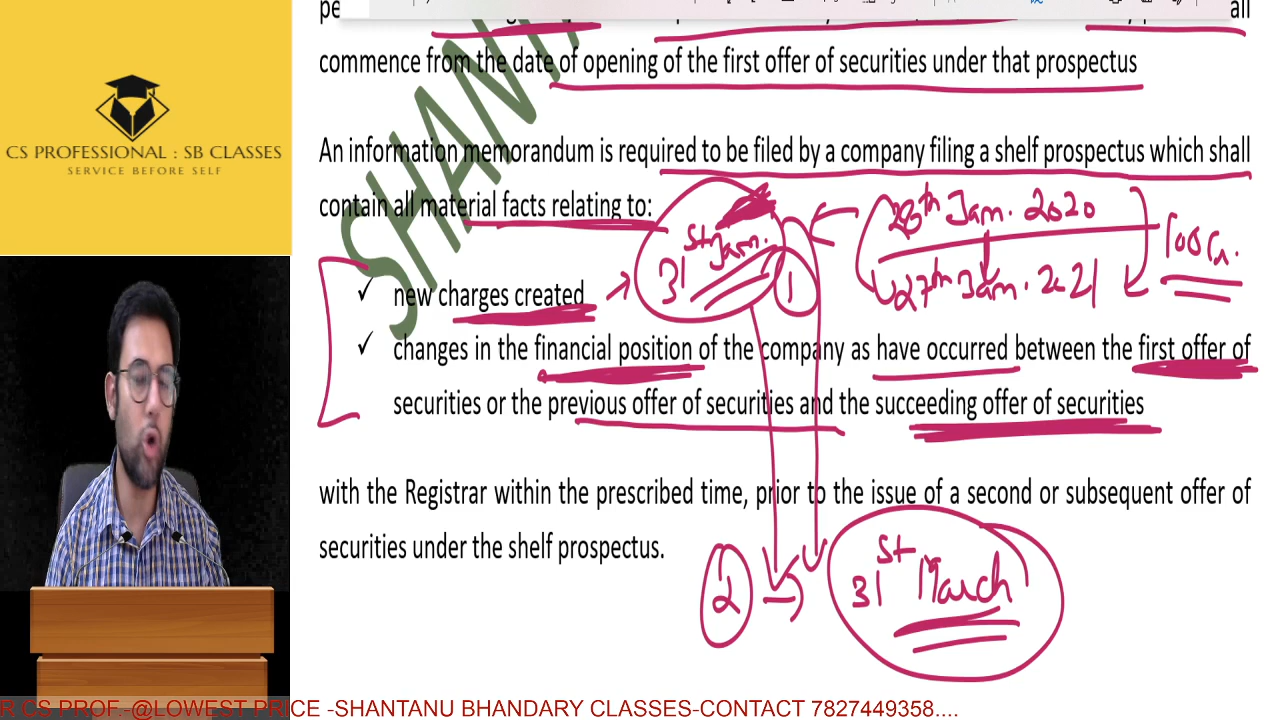 all
commence from the date of opening of the first offer of securities under that prospectus
CS PROFESSIONAL : SB CLASSES
SERVICE BEFORE SELF
An information memorandum is required to be filed by a company filing a shelf prospectus which shall
contain all material facts relating to:
28th Jan. 2020
27th Jan. 2021
100 Cr.
31st Jan.
1
✓ new charges created
✓ changes in the financial position of the company as have occurred between the first offer of
securities or the previous offer of securities and the succeeding offer of securities
with the Registrar within the prescribed time, prior to the issue of a second or subsequent offer of
securities under the shelf prospectus.
2
31st March
SHANT
R CS PROF.-@LOWEST PRICE -SHANTANU BHANDARY CLASSES-CONTACT 7827449358....